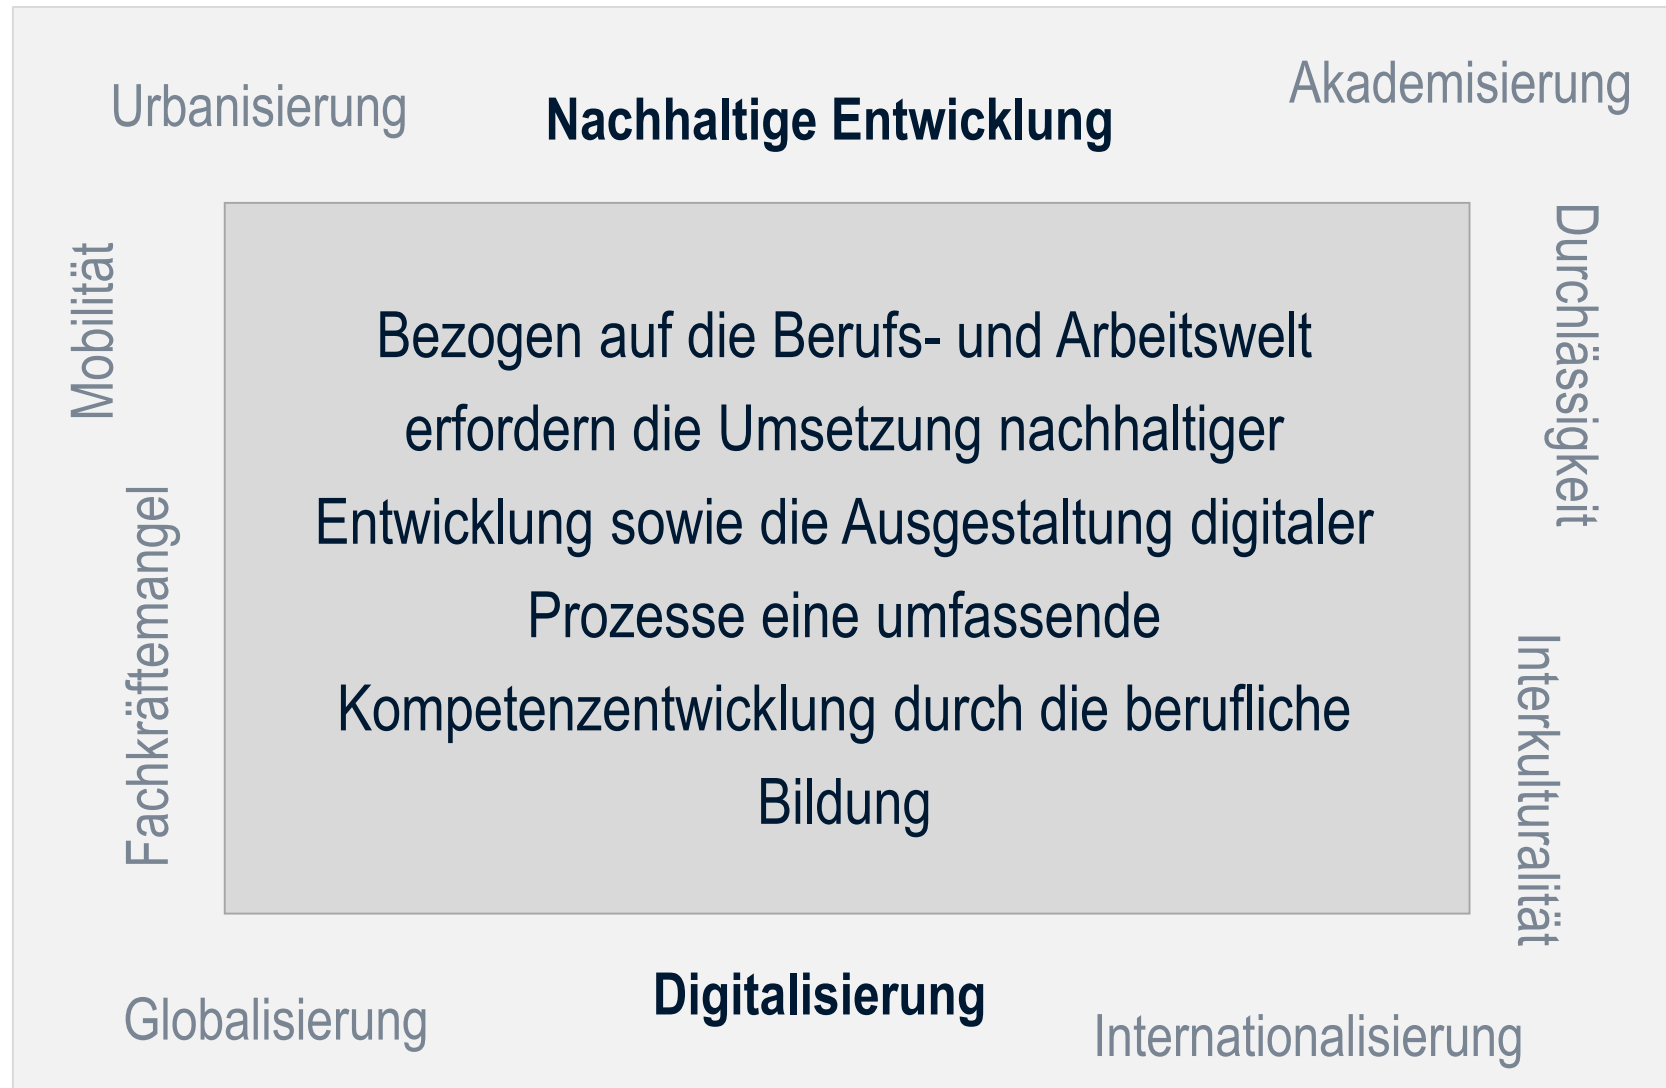 Urbanisierung
Nachhaltige Entwicklung
Akademisierung
Mobilität
Fachkräftemangel
Bezogen auf die Berufs- und Arbeitswelt
erfordern die Umsetzung nachhaltiger
Entwicklung sowie die Ausgestaltung digitaler
Prozesse eine umfassende
Kompetenzentwicklung durch die berufliche
Bildung
Durchlässigkeit
Interkulturalität
Globalisierung
Digitalisierung
Internationalisierung